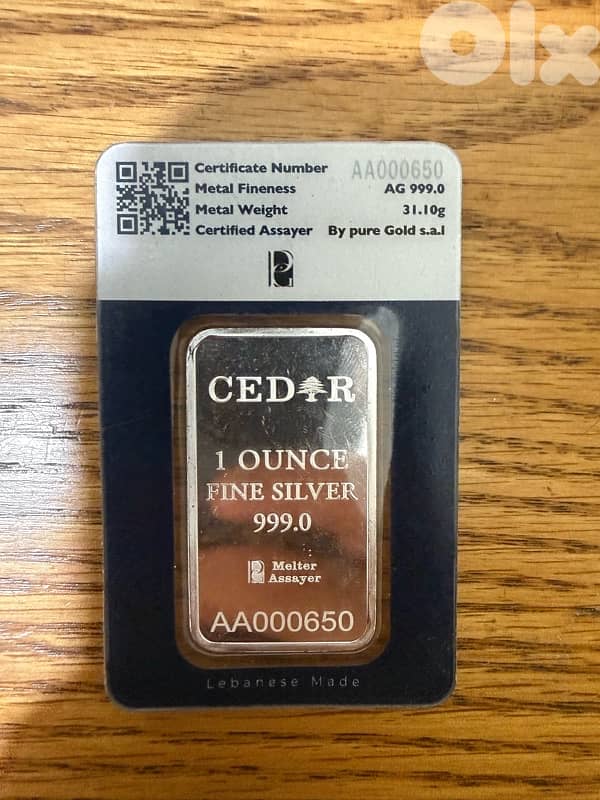 Olx
Certificate Number AA000650
Metal Fineness AG 999.0
Metal Weight 31.10g
Certified Assayer By pure Gold s.a.l
PG
CEDAR
1 OUNCE
FINE SILVER
999.0
Melter
Assayer
AA000650
Lebanese Made